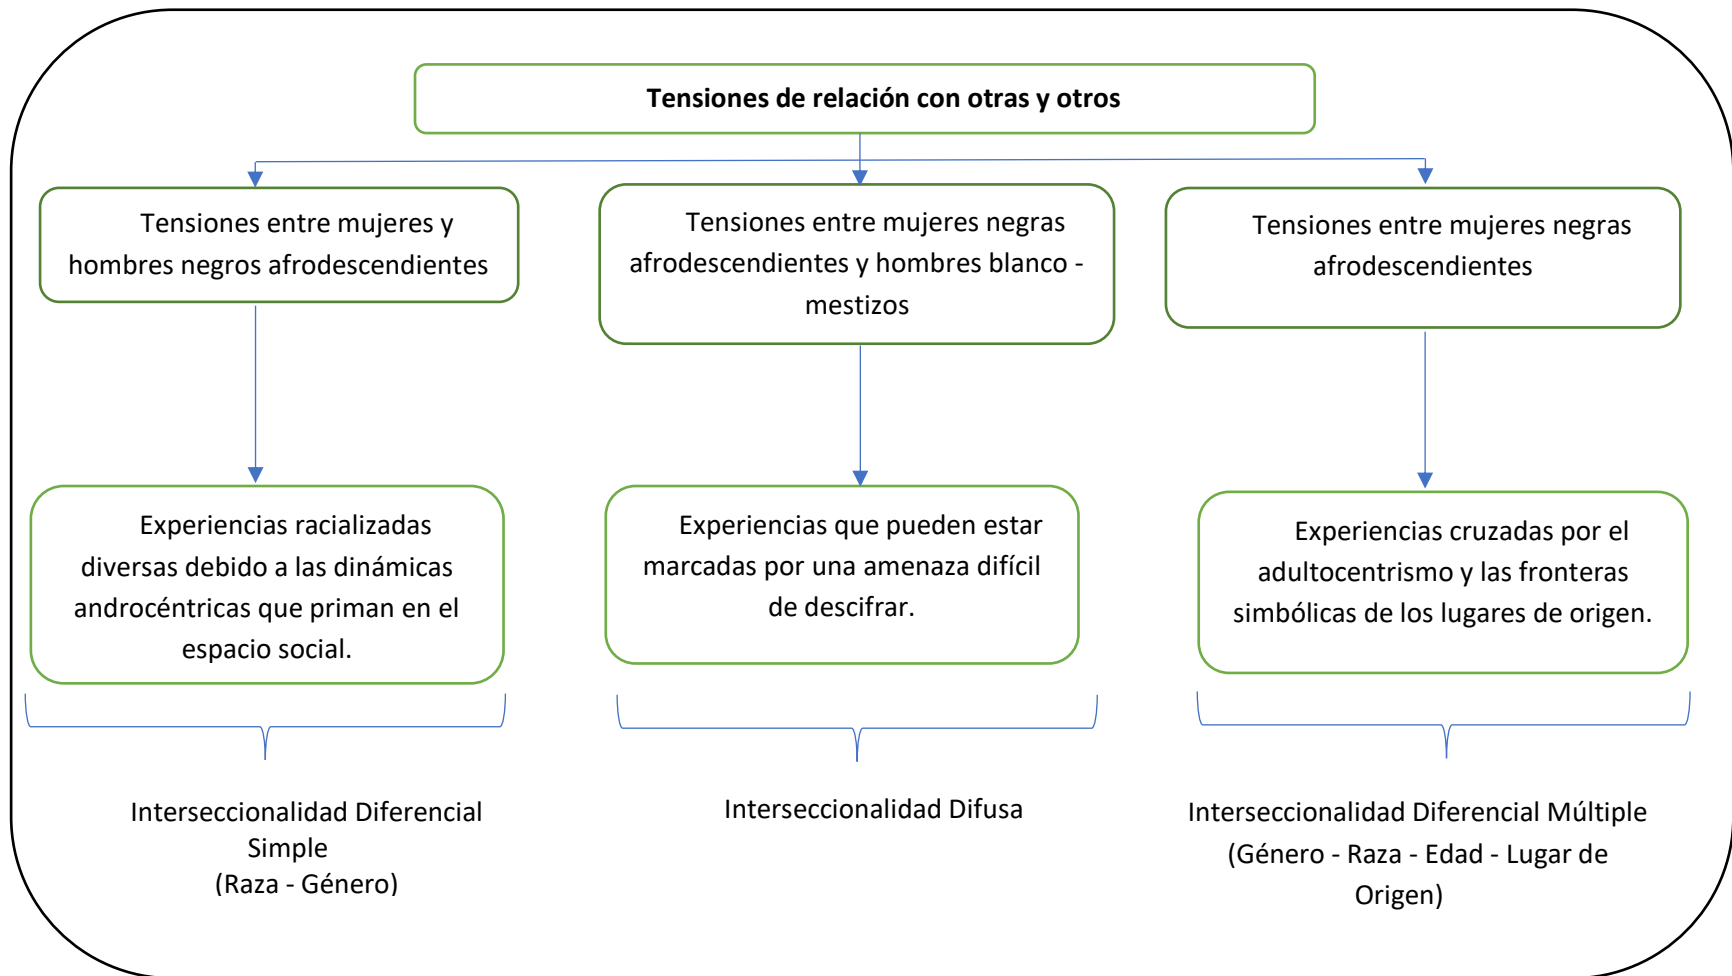 Tensiones de relación con otras y otros
Tensiones entre mujeres y
hombres negros afrodescendientes
Tensiones entre mujeres negras
afrodescendientes y hombres blanco -
mestizos
Tensiones entre mujeres negras
afrodescendientes
Experiencias racializadas
diversas debido a las dinámicas
androcéntricas que priman en el
espacio social.
Experiencias que pueden estar
marcadas por una amenaza difícil
de descifrar.
Experiencias cruzadas por el
adultocentrismo y las fronteras
simbólicas de los lugares de origen.
Interseccionalidad Diferencial
Simple
(Raza - Género)
Interseccionalidad Difusa
Interseccionalidad Diferencial Múltiple
(Género - Raza - Edad - Lugar de
Origen)